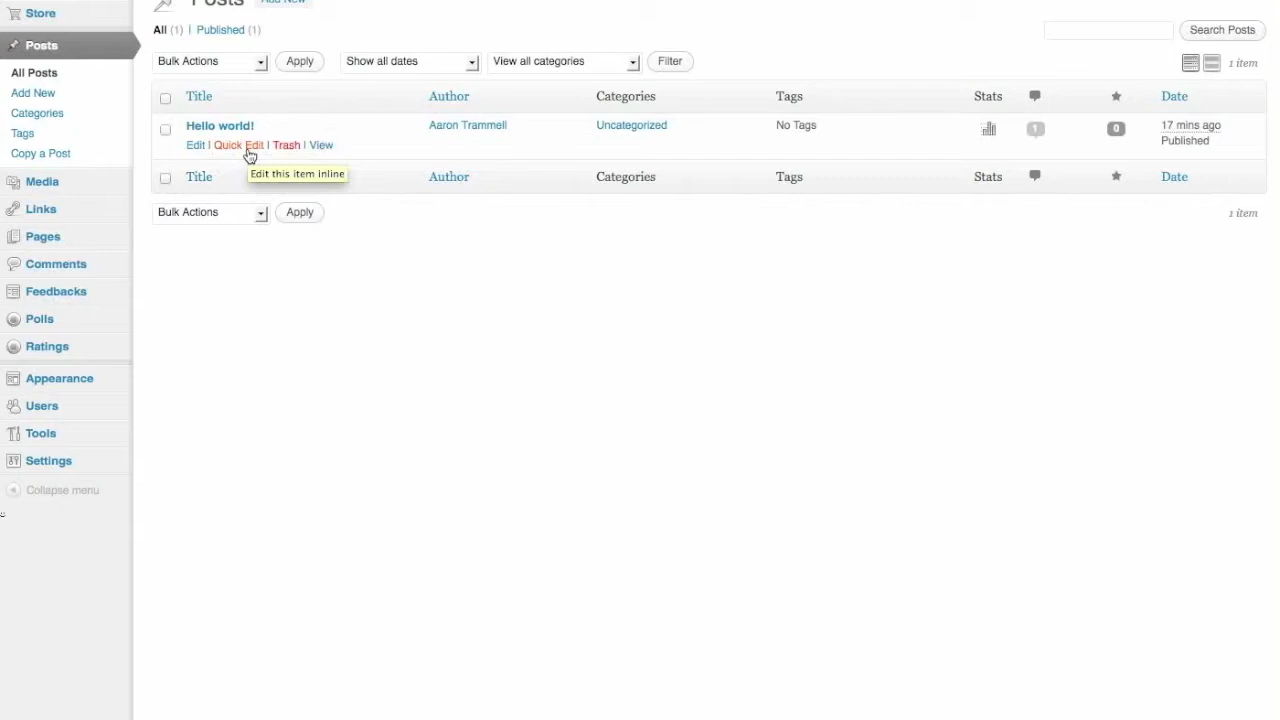 Store
Posts
All Posts
Add New
Categories
Tags
Copy a Post
Media
Links
Pages
Comments
Feedbacks
Polls
Ratings
Appearance
Users
Tools
Settings
Collapse menu
Posts Add New
All (1) | Published (1)
Search Posts
Bulk Actions Apply Show all dates View all categories Filter 1 item
Title Author Categories Tags Stats Date
Hello world! Aaron Trammell Uncategorized No Tags 1 0 17 mins ago
Edit | Quick Edit | Trash | View Published
Edit this item inline
Title Author Categories Tags Stats Date
Bulk Actions Apply 1 item